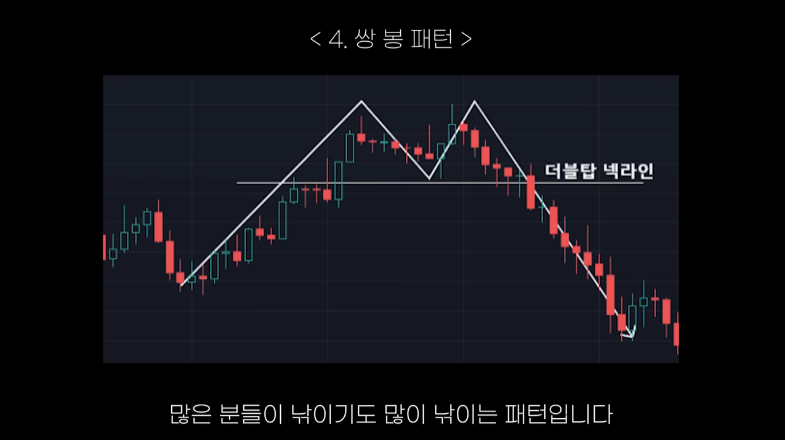 < 4. 쌍 봉 패턴 >
더블탑 넥라인
많은 분들이 낚이기도 많이 낚이는 패턴입니다